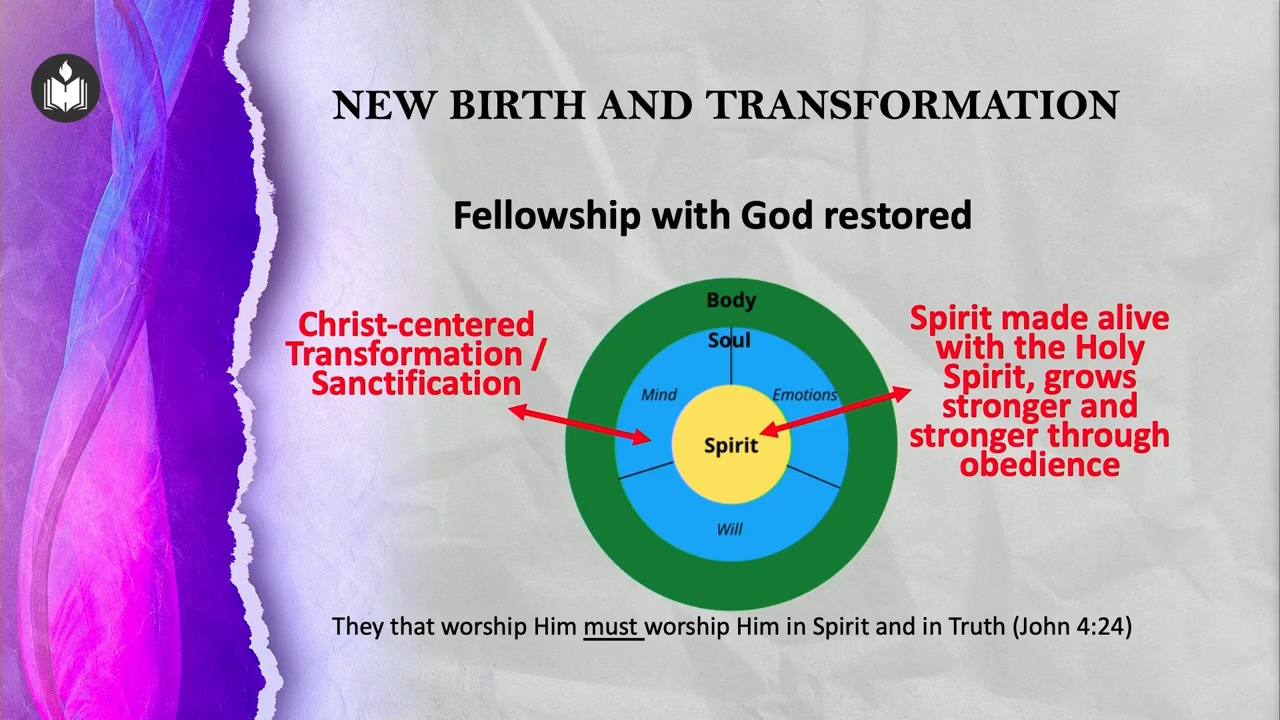 NEW BIRTH AND TRANSFORMATION
Fellowship with God restored
Christ-centered
Transformation /
Sanctification
Body
Soul
Mind
Emotions
Spirit
Will
Spirit made alive
with the Holy
Spirit, grows
stronger and
stronger through
obedience
They that worship Him must worship Him in Spirit and in Truth (John 4:24)